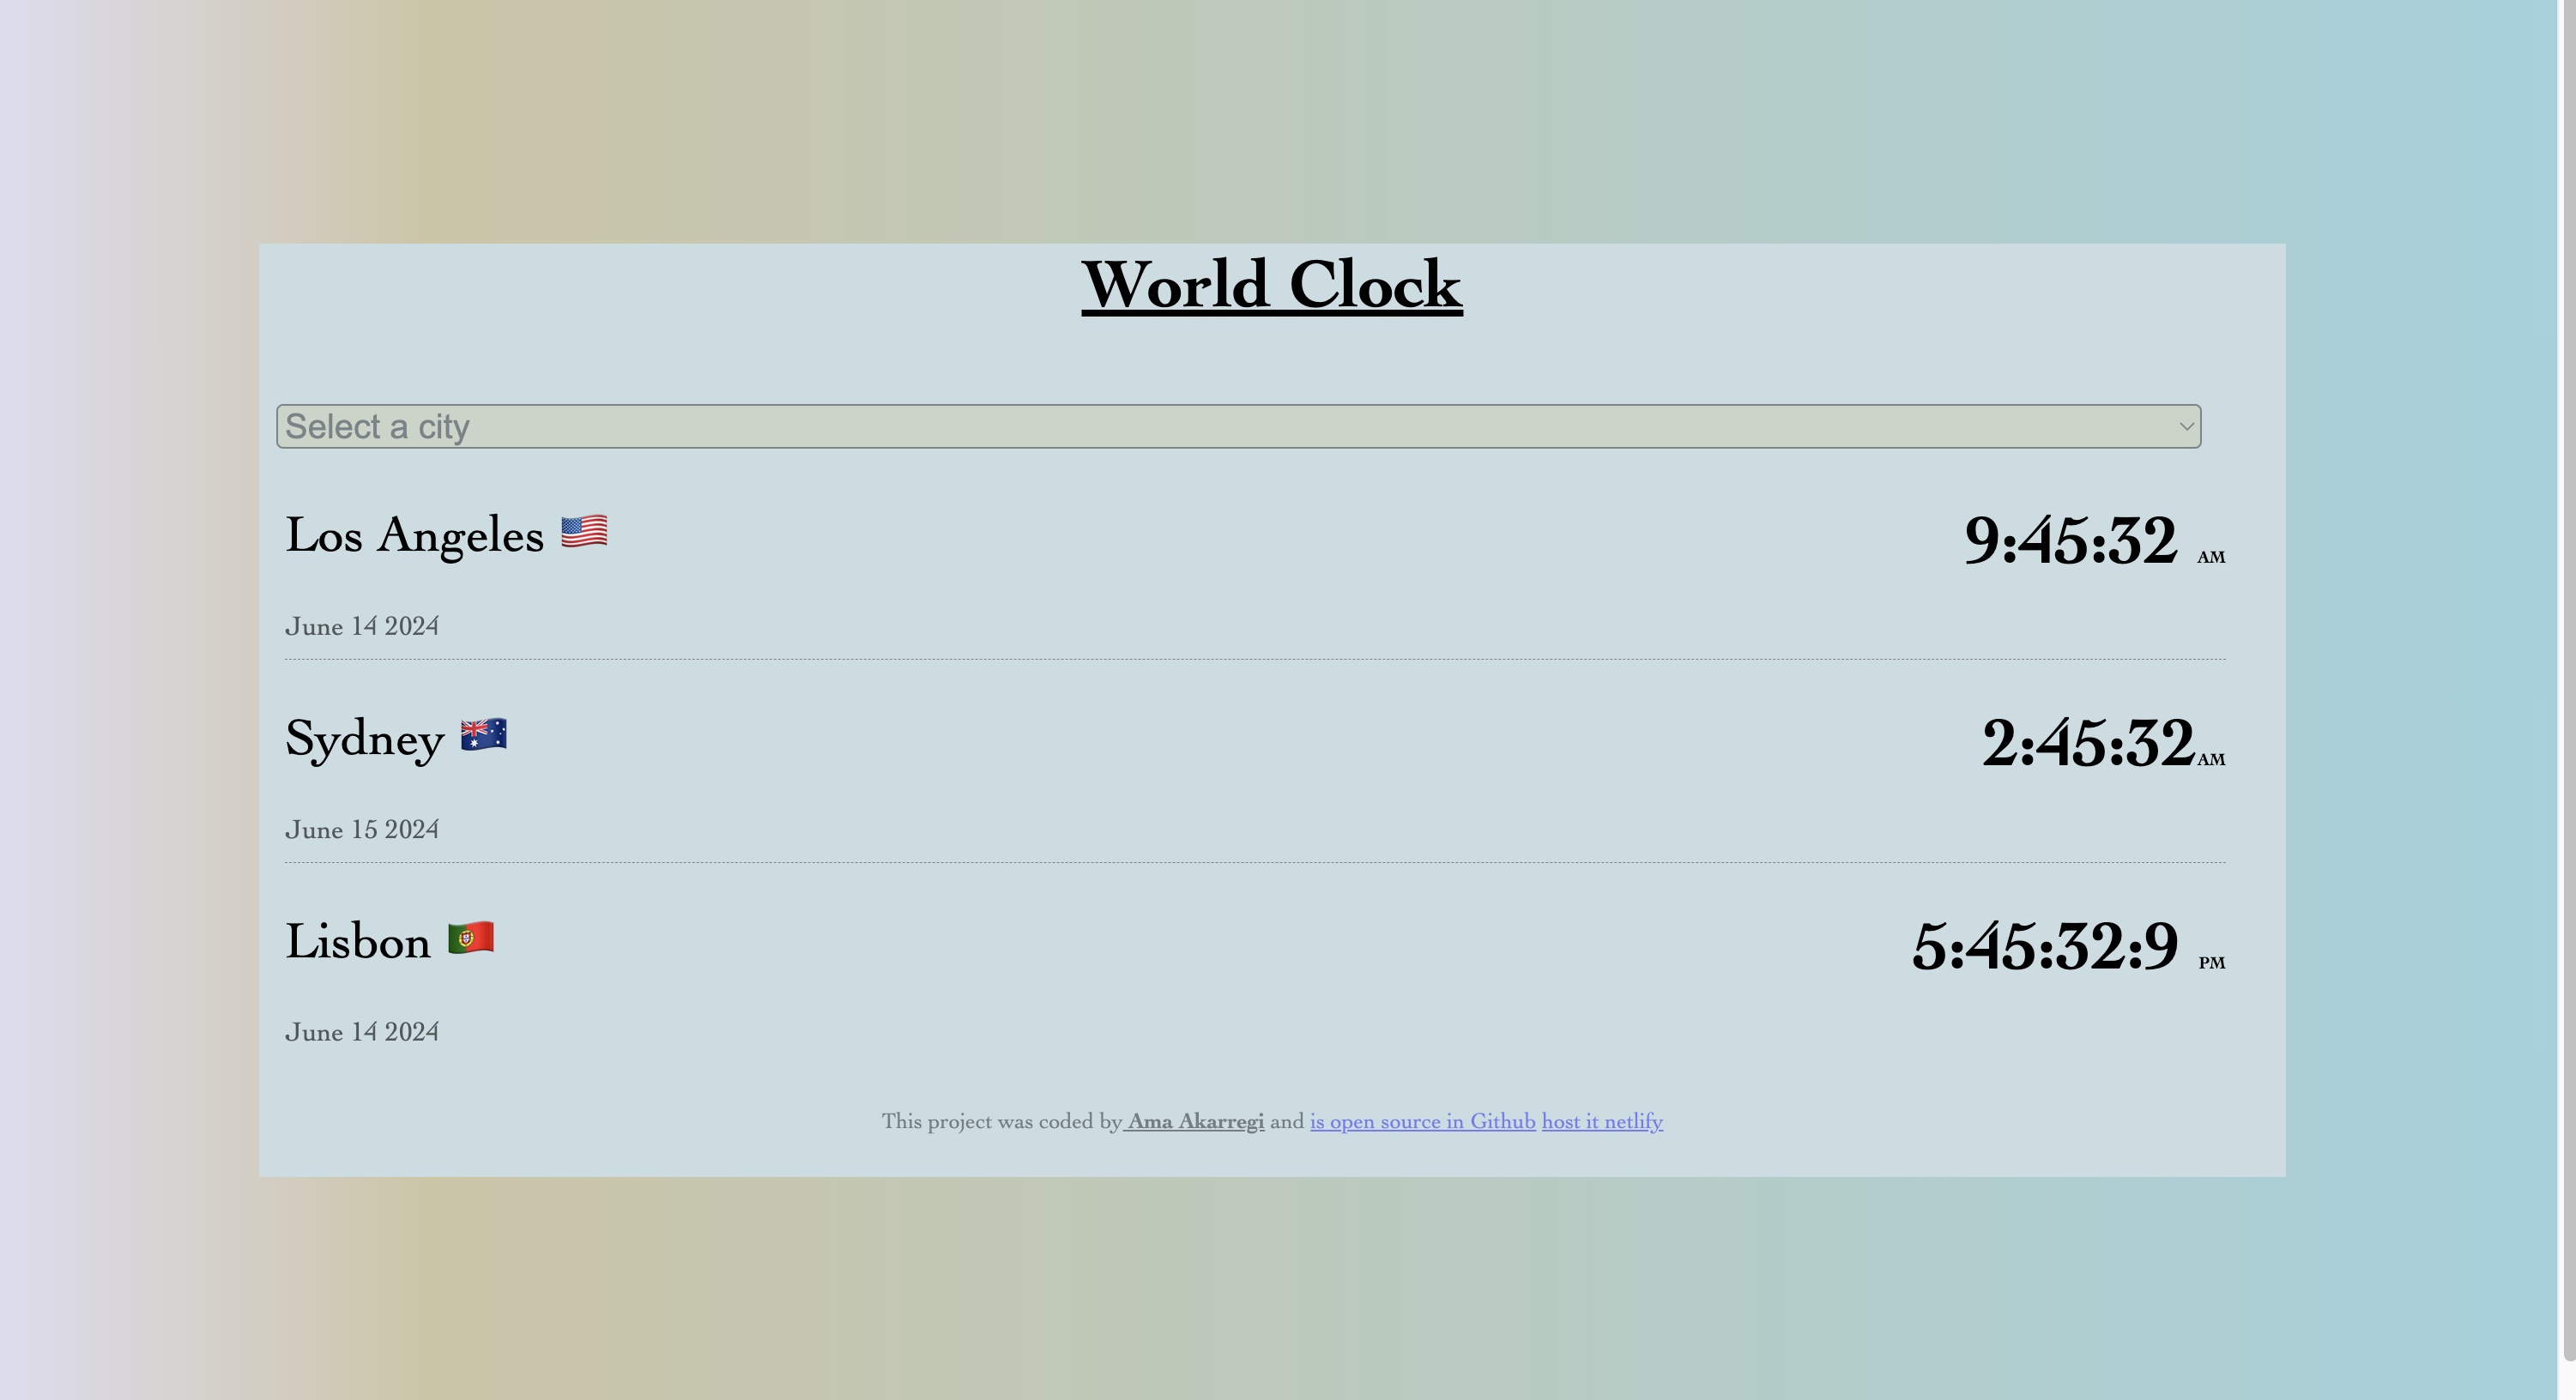 World Clock
Select a city
Los Angeles 🇺🇸 9:45:32 AM
June 14 2024
Sydney 🇦🇺 2:45:32AM
June 15 2024
Lisbon 🇵🇹 5:45:32:9 PM
June 14 2024
This project was coded by Ama Akarregi and is open source in Github host it netlify